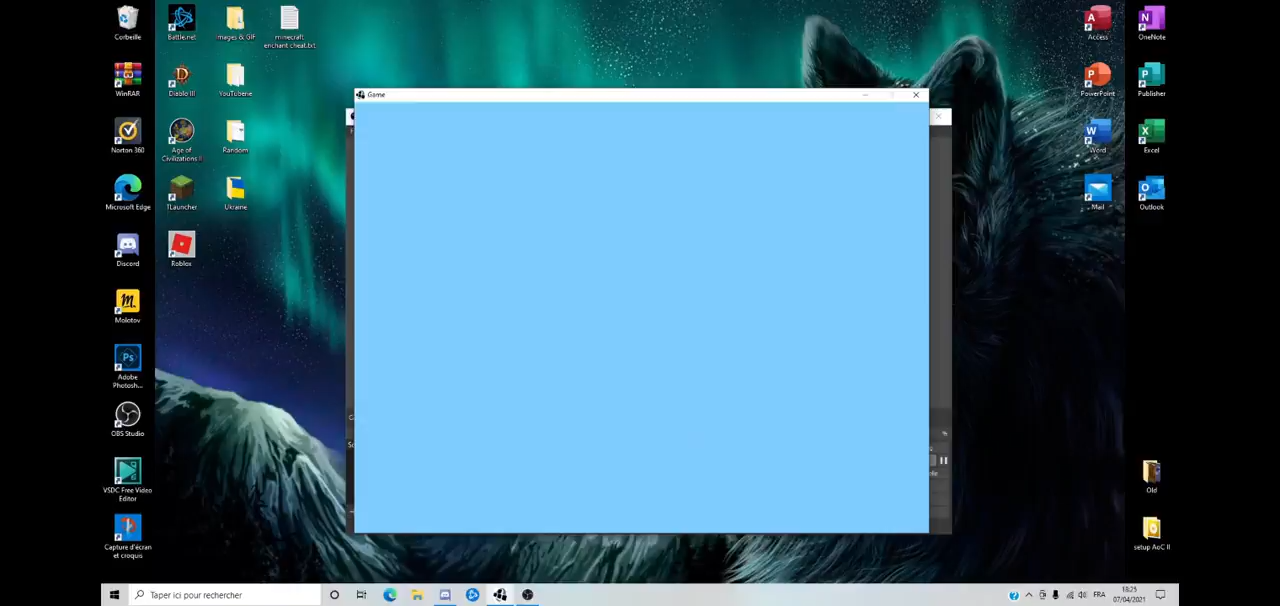 Corbeille
Battle.net
Images & GIF
minecraft
enchant cheat.txt
Access
OneNote
WinRAR
Diablo III
YouTuberie
PowerPoint
Publisher
Game
Norton 360
Age of
Civilizations II
Random
Word
Excel
Microsoft Edge
TLauncher
Ukraine
Mail
Outlook
Discord
Roblox
Molotov
Adobe
Photosh...
OBS Studio
VSDC Free Video
Editor
Old
Capture d'écran
et croquis
setup AoC II
Taper ici pour rechercher
FRA
18:25
07/04/2021